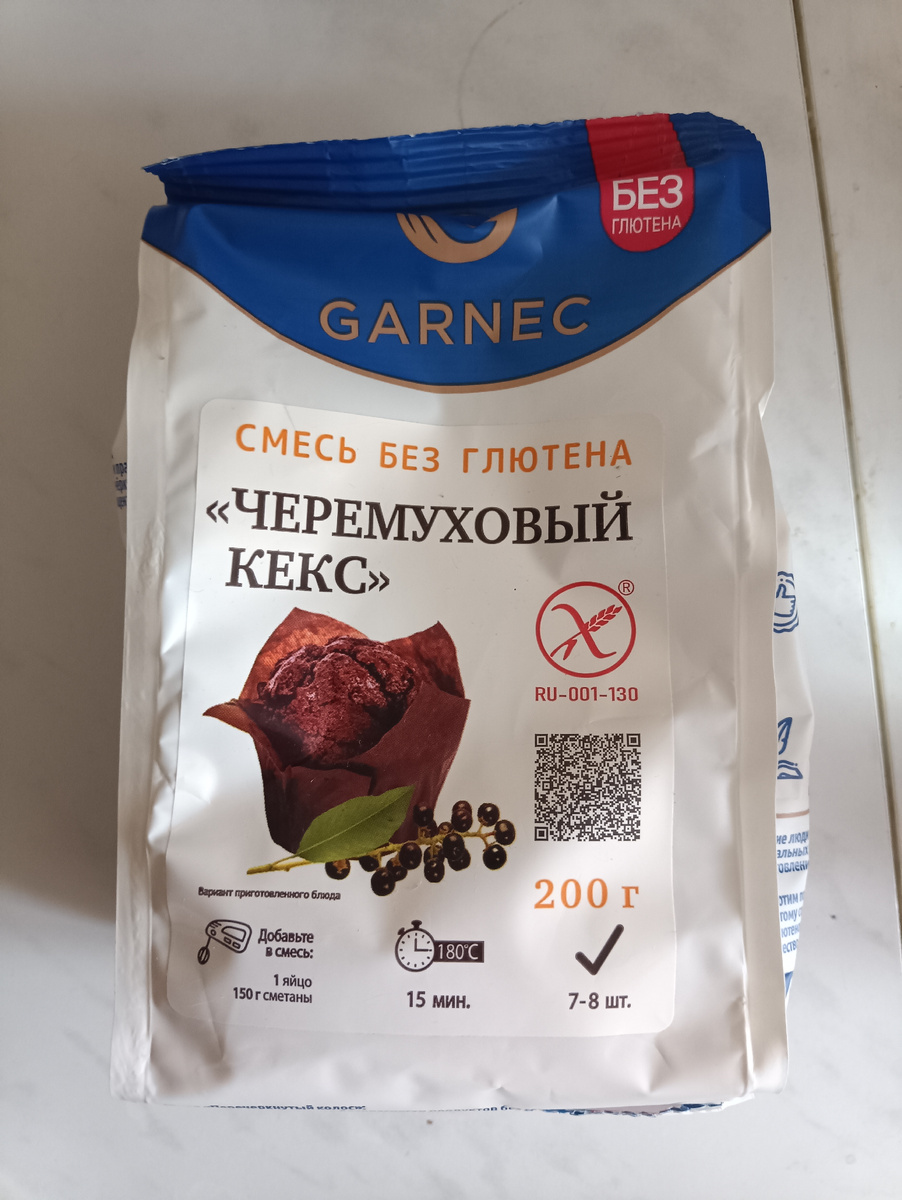 БЕЗ
ГЛЮТЕНА
GARNEC
СМЕСЬ БЕЗ ГЛЮТЕНА
«ЧЕРЕМУХОВЫЙ
КЕКС»
®
RU-001-130
200 г
Вариант приготовленного блюда
Добавьте
в смесь:
1 яйцо
150 г сметаны
180°C
15 мин.
7-8 шт.